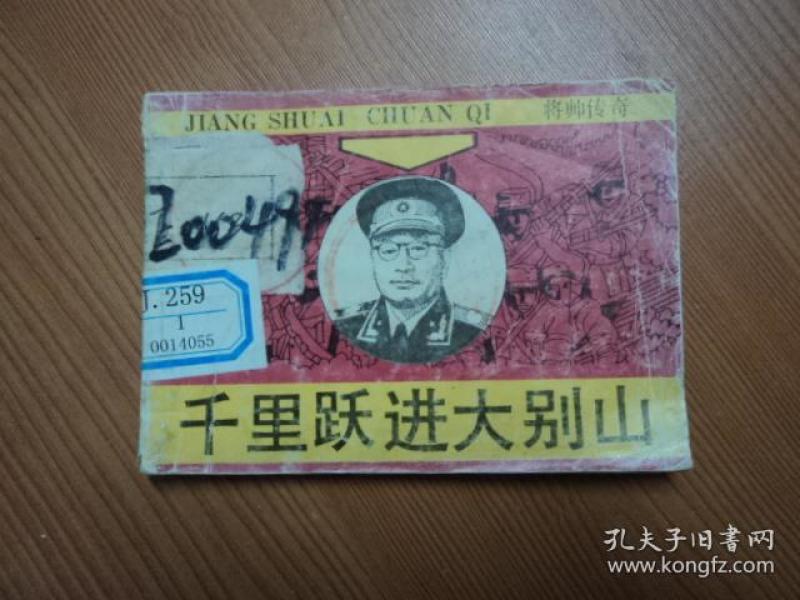 JIANG SHUAI CHUAN QI 将帅传奇
J.259
1
0014055
千里跃进大别山
孔夫子旧書网
www.kongfz.com